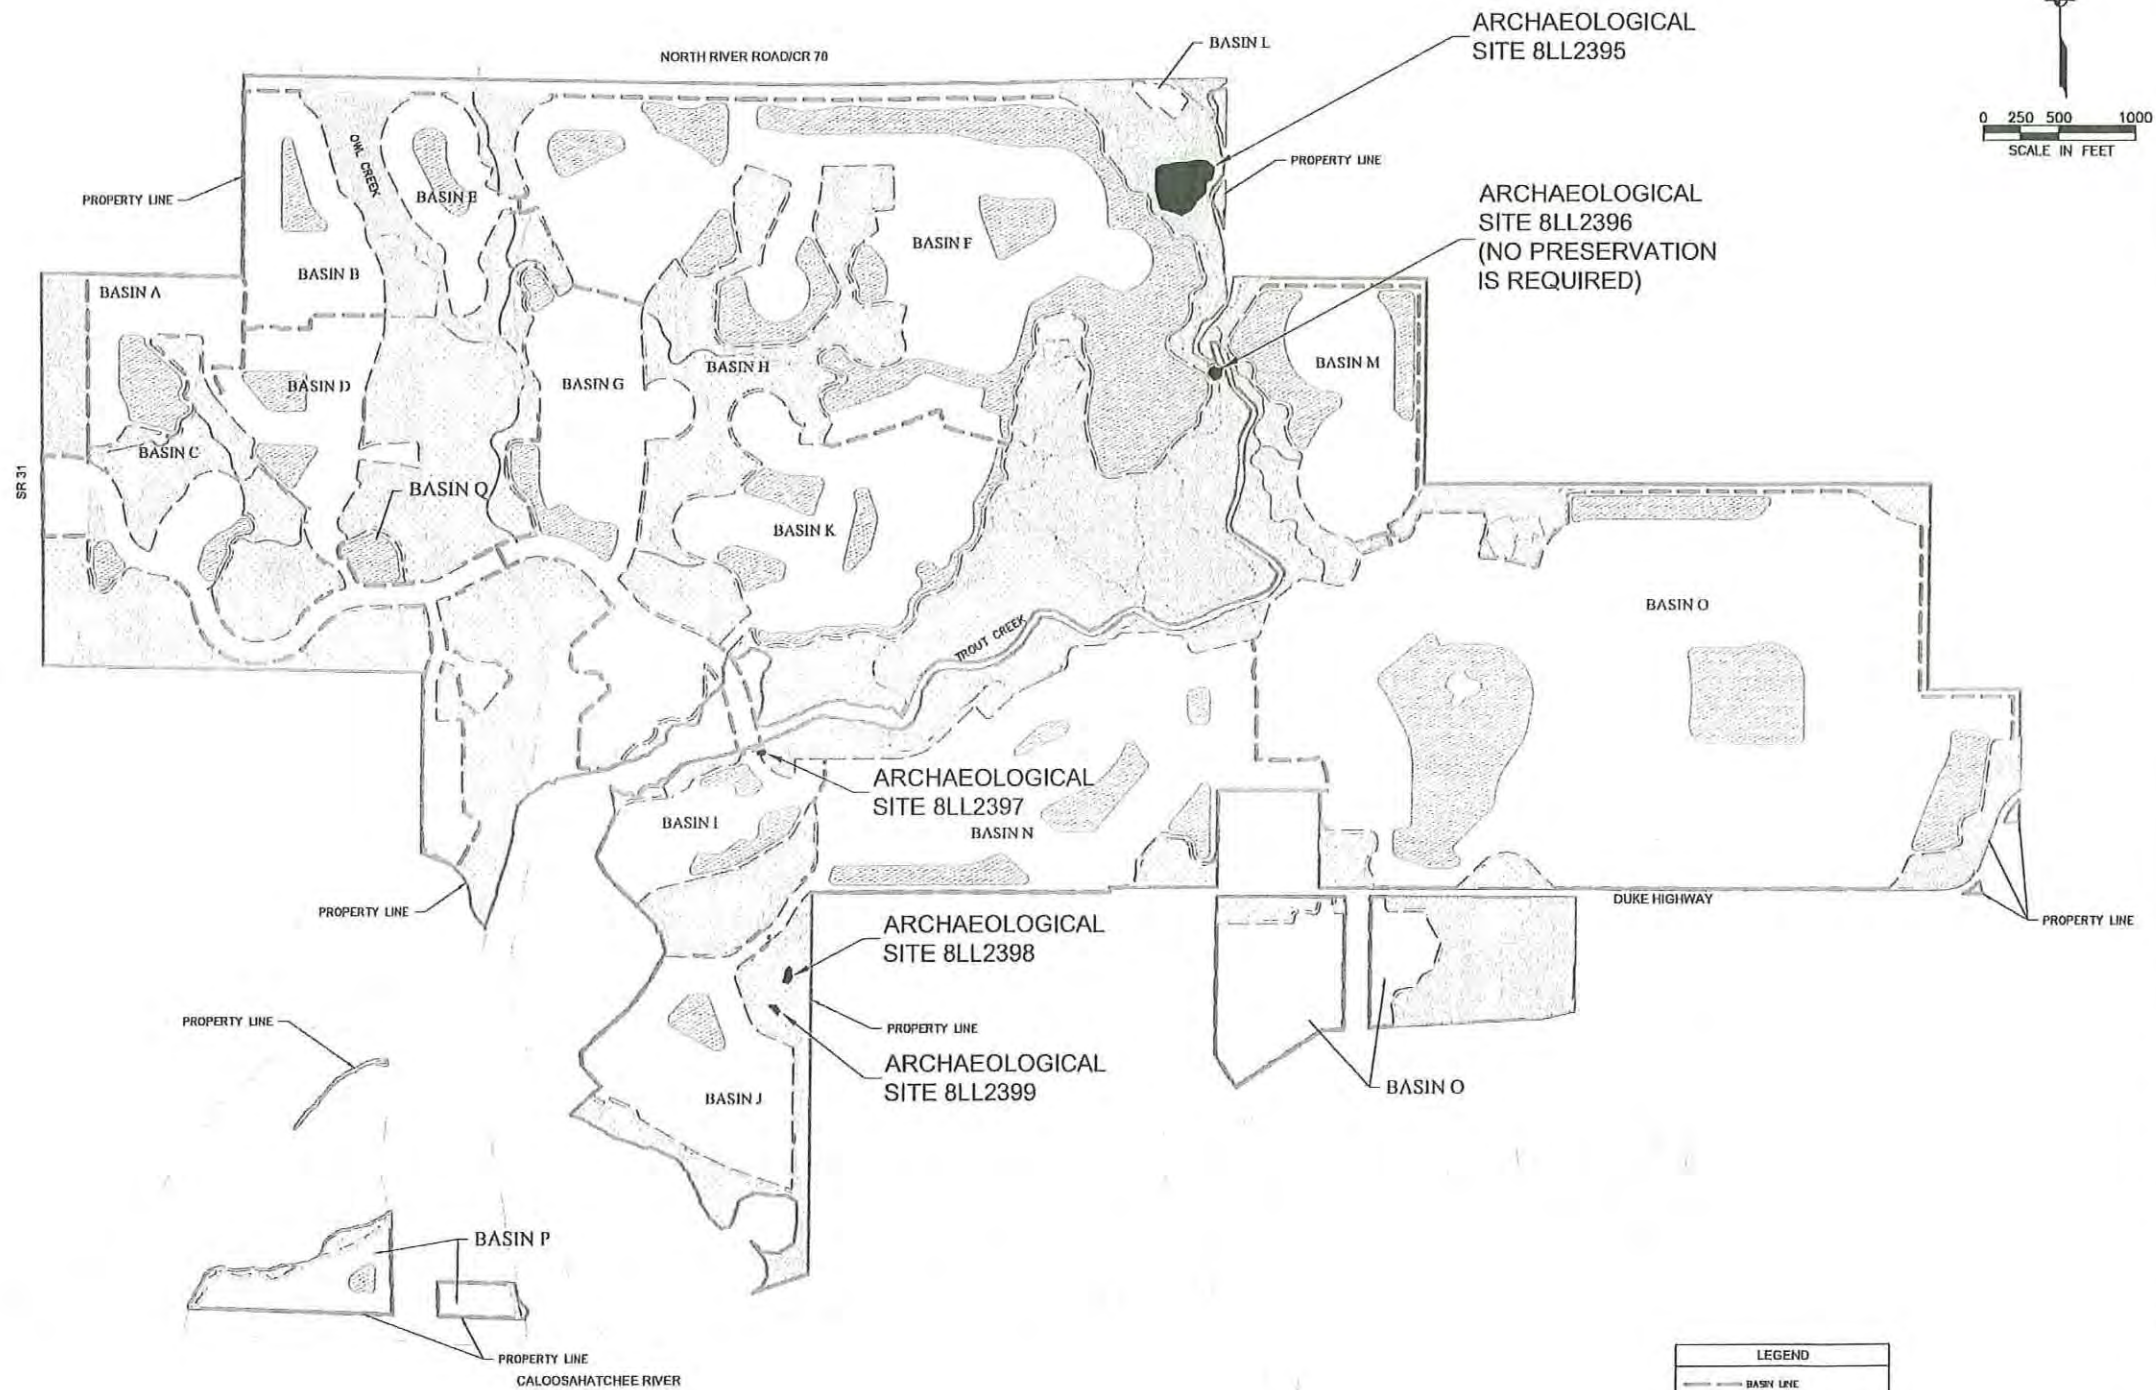 ARCHAEOLOGICAL
SITE 8LL2395
BASIN L
NORTH RIVER ROAD/CR 78
0 250 500 1000
SCALE IN FEET
PROPERTY LINE
OWL CREEK
PROPERTY LINE
BASIN E
ARCHAEOLOGICAL
SITE 8LL2396
(NO PRESERVATION
IS REQUIRED)
BASIN F
BASIN B
BASIN A
BASIN M
BASIN H
BASIN D
BASIN G
BASIN C
SR 31
BASIN Q
BASIN K
BASIN O
TROUT CREEK
ARCHAEOLOGICAL
SITE 8LL2397
BASIN I
BASIN N
PROPERTY LINE
DUKE HIGHWAY
PROPERTY LINE
ARCHAEOLOGICAL
SITE 8LL2398
PROPERTY LINE
PROPERTY LINE
ARCHAEOLOGICAL
SITE 8LL2399
BASIN J
BASIN O
BASIN P
PROPERTY LINE
CALOOSAHATCHEE RIVER
LEGEND
BASIN LINE